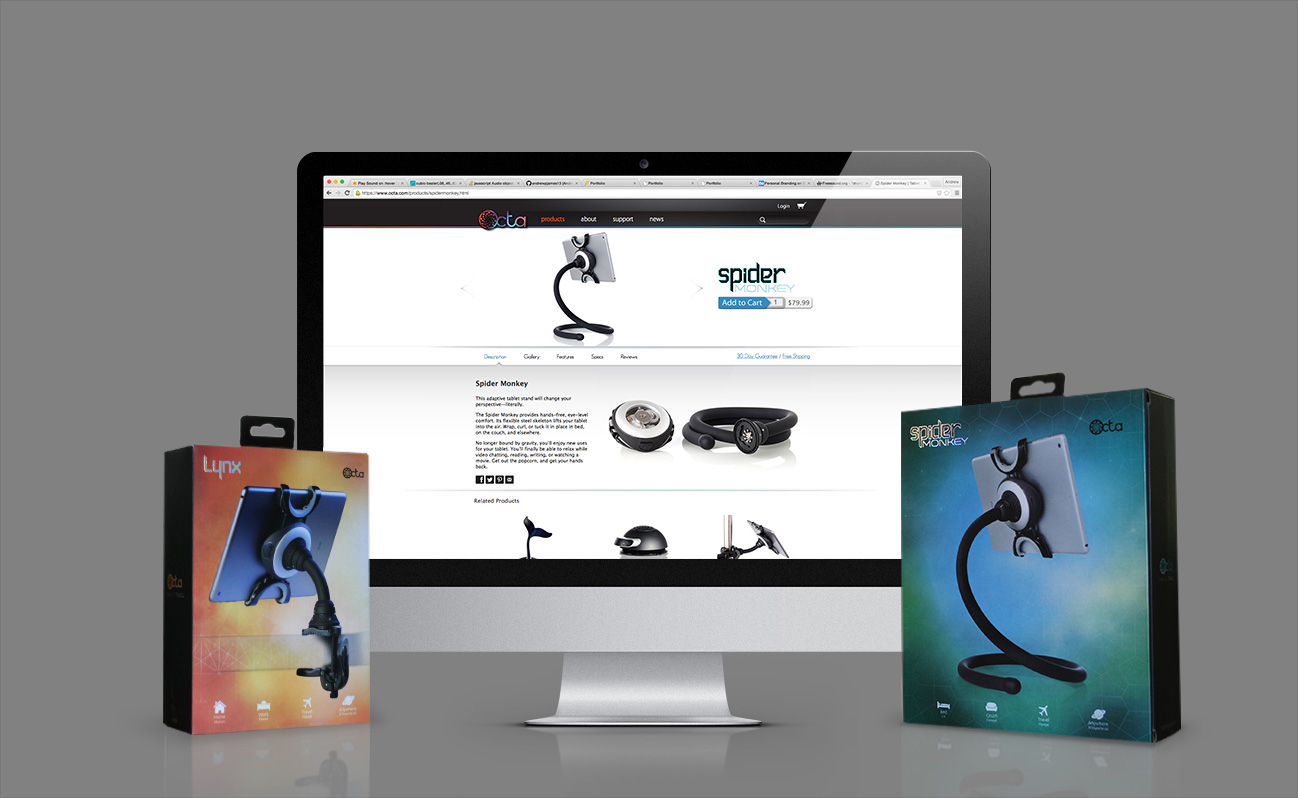 Play Sound on :hover
Portfolio
Portfolio
Portfolio
https://www.octa.com/products/spidermonkey.html
Login
Octa
products
about
support
news
spider
MONKEY
Add to Cart
1
$79.99
Description
Gallery
Features
Specs
Reviews
30 Day Guarantee / Free Shipping
Spider Monkey
This adaptive tablet stand will change your
perspective—literally.
The Spider Monkey provides hands-free, eye-level
comfort. Its flexible steel skeleton lifts your tablet
into the air. Wrap, curl, or tuck it in place in bed,
on the couch, and elsewhere.
No longer bound by gravity, you'll enjoy new uses
for your tablet. You'll finally be able to relax while
video chatting, reading, writing, or watching a
movie. Get out the popcorn, and get your hands
back.
Related Products
Lynx
Octa
Octa
Home
Work
Travel
Anywhere
spider
MONKEY
Octa
Octa
Bed
Couch
Travel
Anywhere